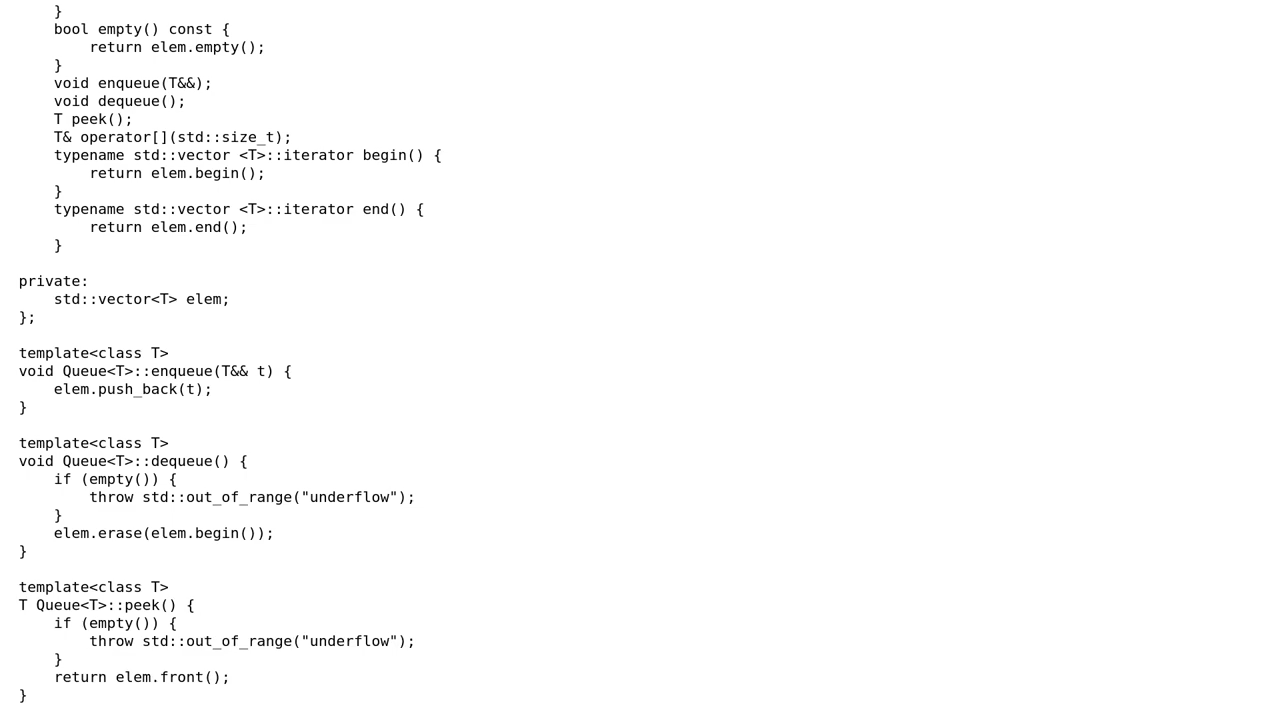 }
    bool empty() const {
        return elem.empty();
    }
    void enqueue(T&&);
    void dequeue();
    T peek();
    T& operator[](std::size_t);
    typename std::vector <T>::iterator begin() {
        return elem.begin();
    }
    typename std::vector <T>::iterator end() {
        return elem.end();
    }

private:
    std::vector<T> elem;
};

template<class T>
void Queue<T>::enqueue(T&& t) {
    elem.push_back(t);
}

template<class T>
void Queue<T>::dequeue() {
    if (empty()) {
        throw std::out_of_range("underflow");
    }
    elem.erase(elem.begin());
}

template<class T>
T Queue<T>::peek() {
    if (empty()) {
        throw std::out_of_range("underflow");
    }
    return elem.front();
}